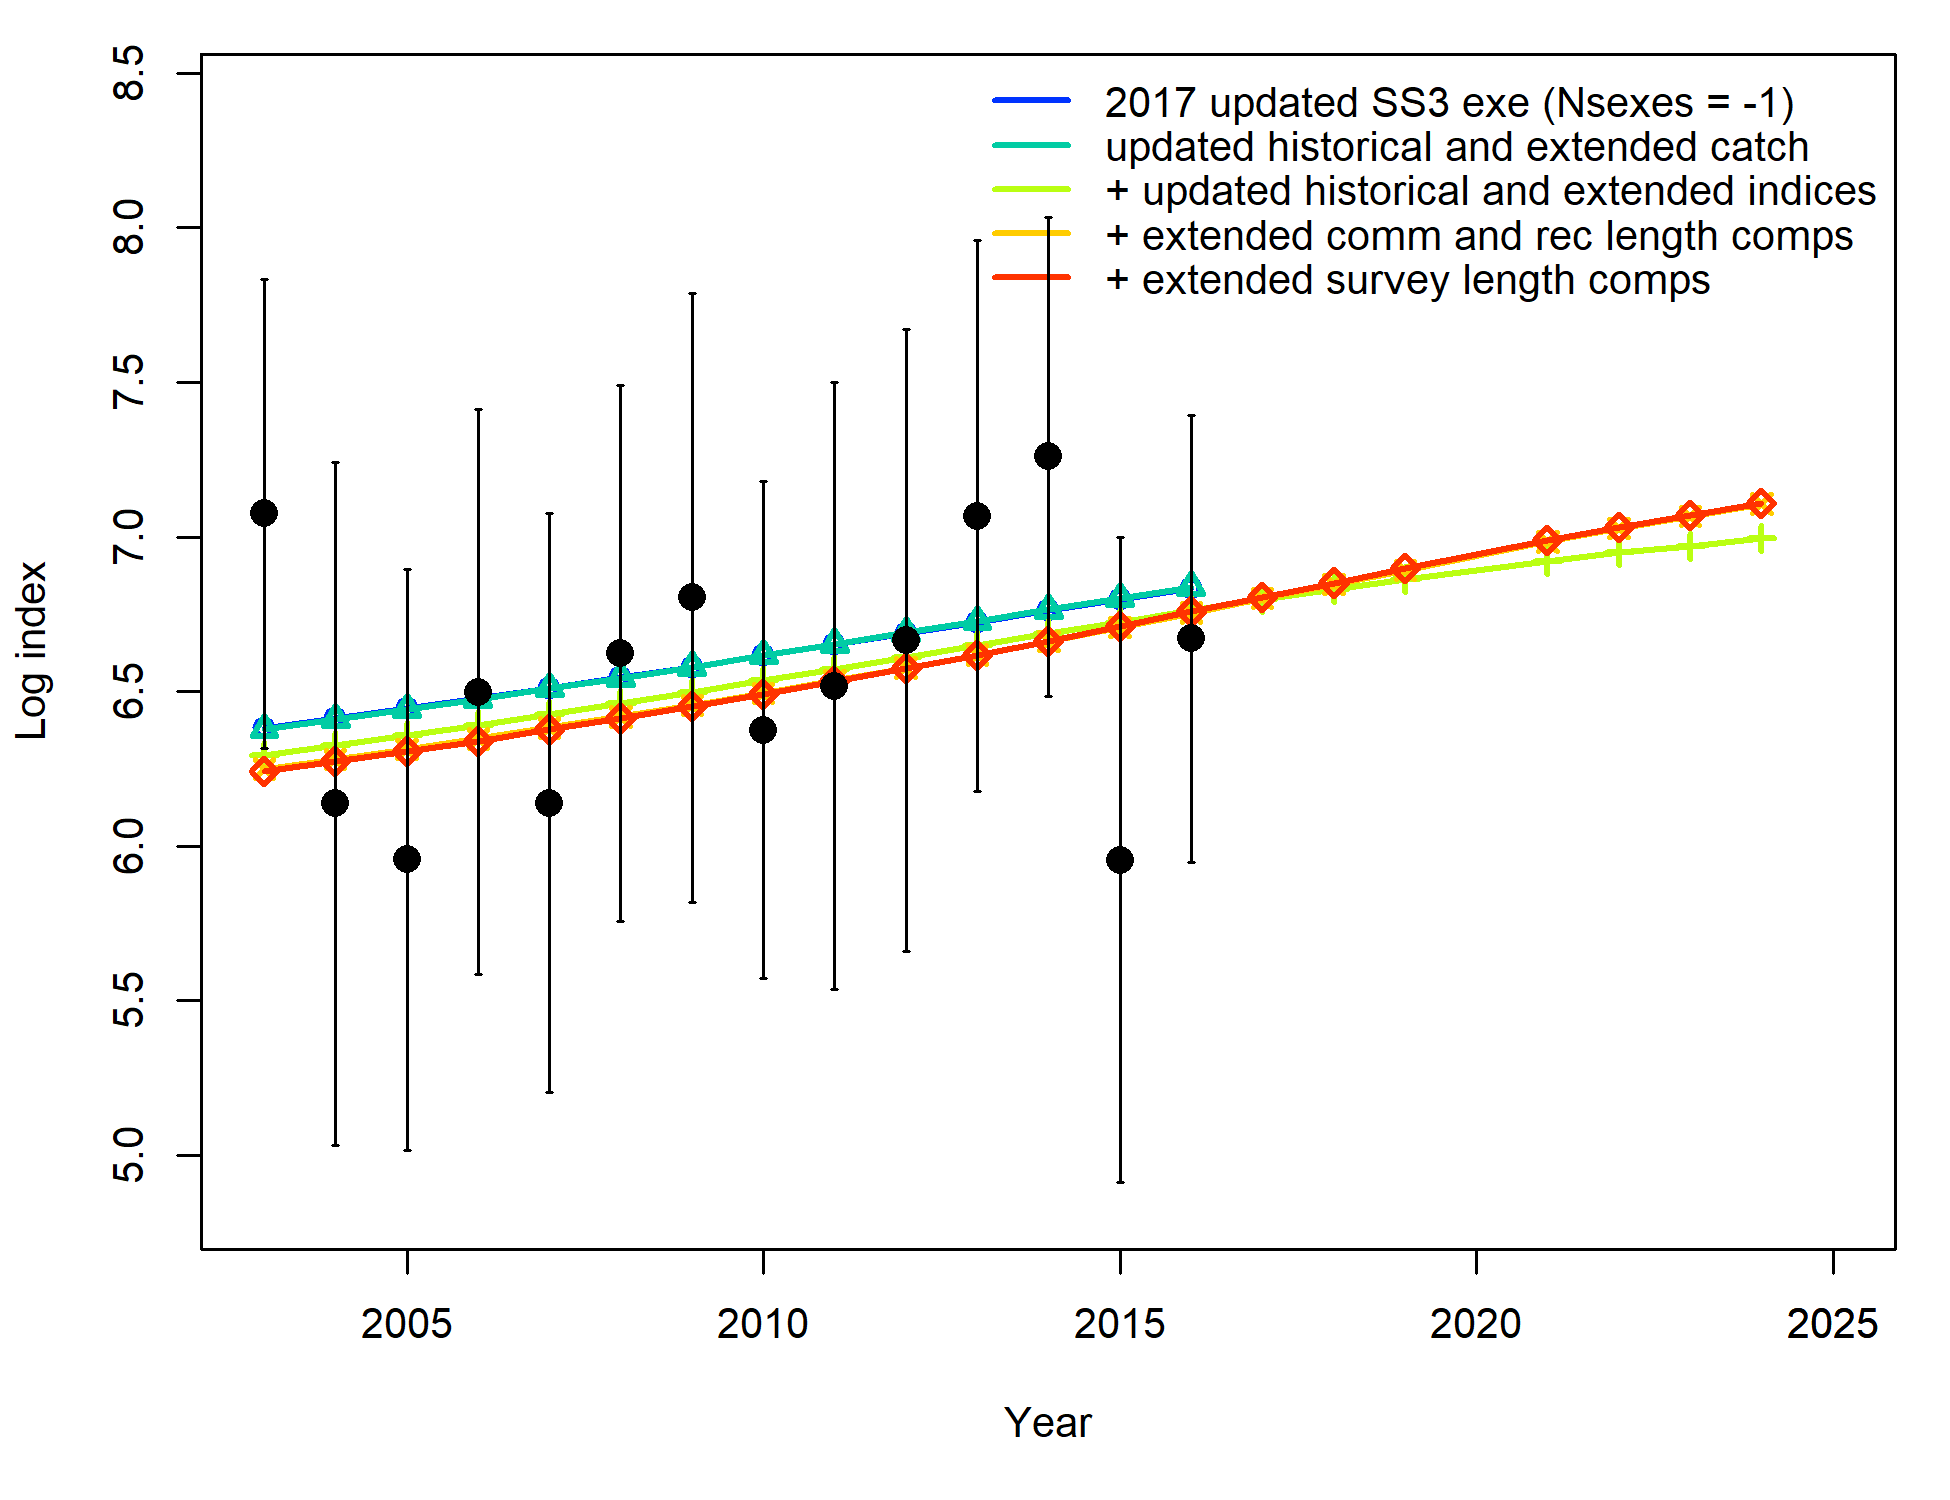 8.5
8.0
7.5
7.0
6.5
6.0
5.5
5.0
Log index
2017 updated SS3 exe (Nsexes = -1)
updated historical and extended catch
+ updated historical and extended indices
+ extended comm and rec length comps
+ extended survey length comps
2005 2010 2015 2020 2025
Year